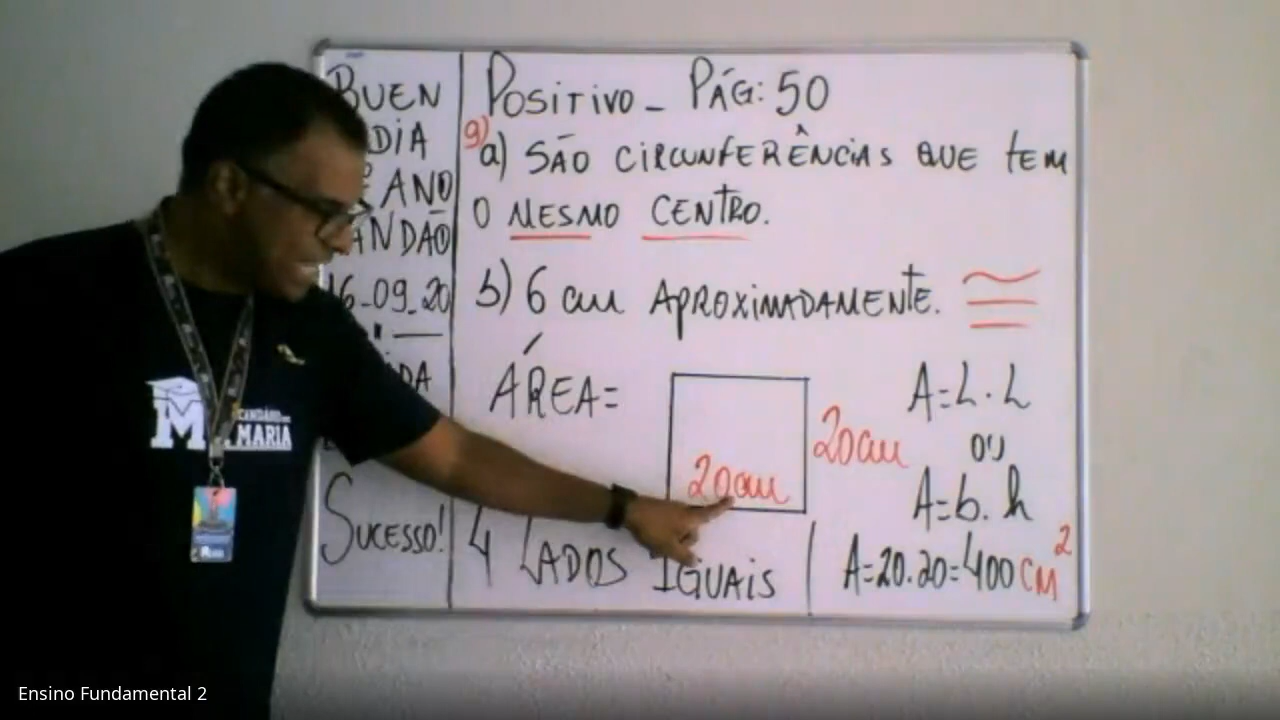 BUEN
DIA
ANO
16-09-20
SUCESSO!
POSITIVO - PÁG: 50
9)
a) SÃO CIRCUNFERÊNCIAS QUE TEM
O MESMO CENTRO.
b) 6 cm APROXIMADAMENTE. ≅
ÁREA=
20cm
20cm
4 LADOS IGUAIS
A=L.L
ou
A=b.h
A=20.20=400 CM²
M
MARIA
Ensino Fundamental 2